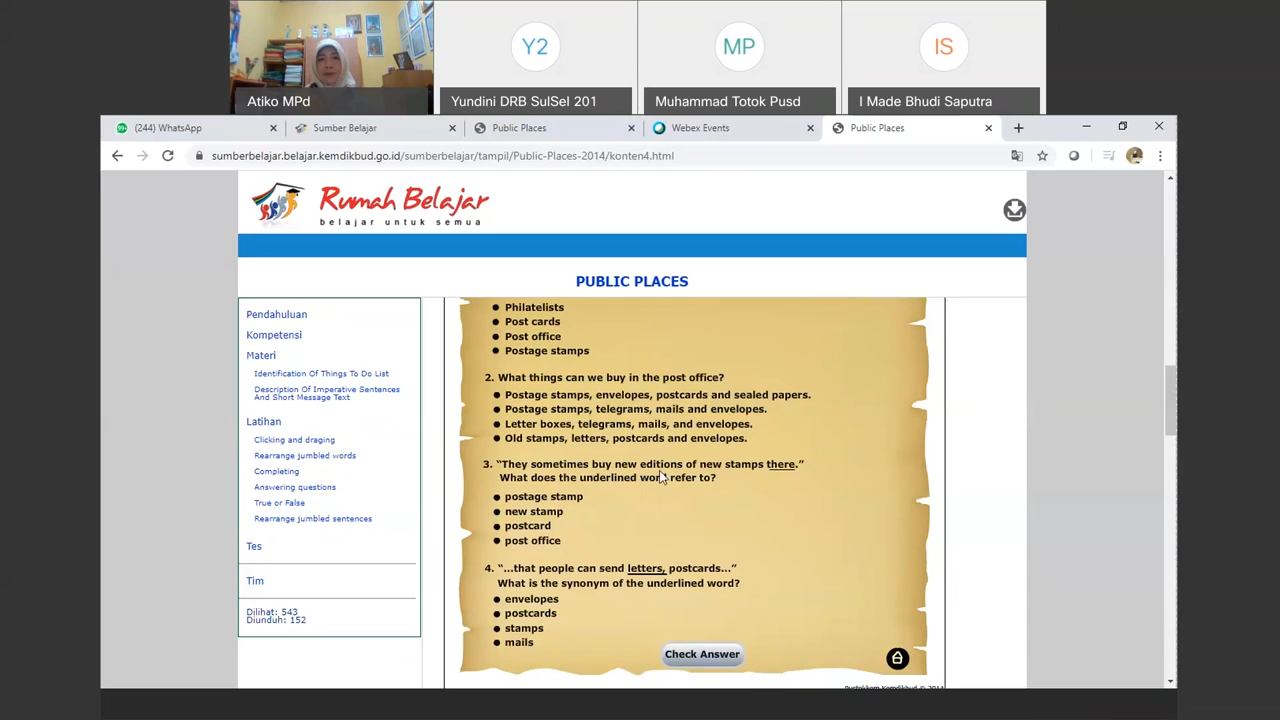 Y2
MP
IS
Atiko MPd
Yundini DRB SulSel 201
Muhammad Totok Pusd
I Made Bhudi Saputra
(244) WhatsApp
Sumber Belajar
Public Places
Webex Events
Public Places
sumberbelajar.belajar.kemdikbud.go.id/sumberbelajar/tampil/Public-Places-2014/konten4.html
Rumah Belajar
belajar untuk semua
PUBLIC PLACES
Pendahuluan
Kompetensi
Materi
Identification Of Things To Do List
Description Of Imperative Sentences
And Short Message Text
Latihan
Clicking and draging
Rearrange jumbled words
Completing
Answering questions
True or False
Rearrange jumbled sentences
Tes
Tim
Dilihat: 543
Diunduh: 152
Philatelists
Post cards
Post office
Postage stamps
2. What things can we buy in the post office?
Postage stamps, envelopes, postcards and sealed papers.
Postage stamps, telegrams, mails and envelopes.
Letter boxes, telegrams, mails, and envelopes.
Old stamps, letters, postcards and envelopes.
3. "They sometimes buy new editions of new stamps there."
What does the underlined word refer to?
postage stamp
new stamp
postcard
post office
4. "...that people can send letters, postcards..."
What is the synonym of the underlined word?
envelopes
postcards
stamps
mails
Check Answer